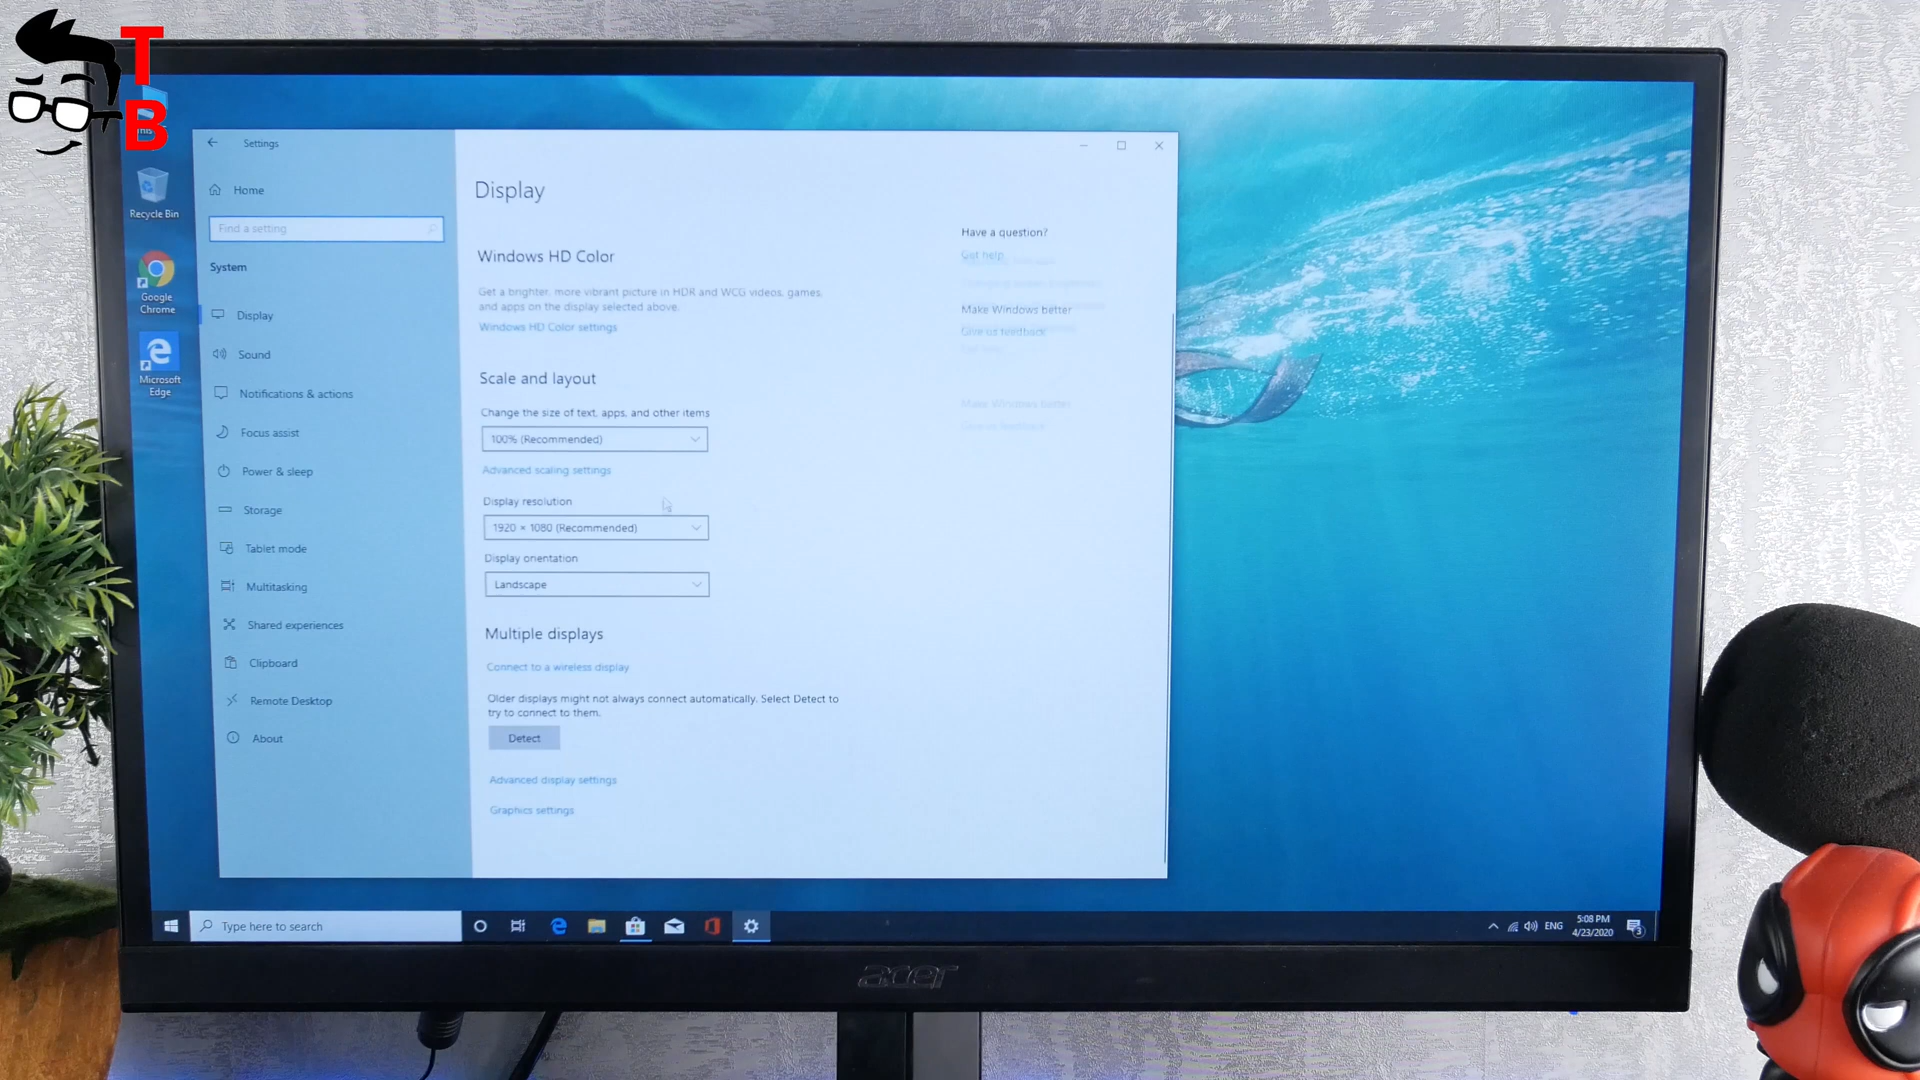 T
B
Recycle Bin
Google
Chrome
Microsoft
Edge
Settings
Home
Find a setting
System
Display
Sound
Notifications & actions
Focus assist
Power & sleep
Storage
Tablet mode
Multitasking
Shared experiences
Clipboard
Remote Desktop
About
Display
Windows HD Color
Get a brighter, more vibrant picture in HDR and WCG videos, games,
and apps on the display selected above.
Windows HD Color settings
Scale and layout
Change the size of text, apps, and other items
100% (Recommended)
Advanced scaling settings
Display resolution
1920 × 1080 (Recommended)
Display orientation
Landscape
Multiple displays
Connect to a wireless display
Older displays might not always connect automatically. Select Detect to
try to connect to them.
Detect
Advanced display settings
Graphics settings
Have a question?
Get help
Make Windows better
Give us feedback
Make Windows better
Type here to search
ENG
5:08 PM
4/23/2020
3
acer